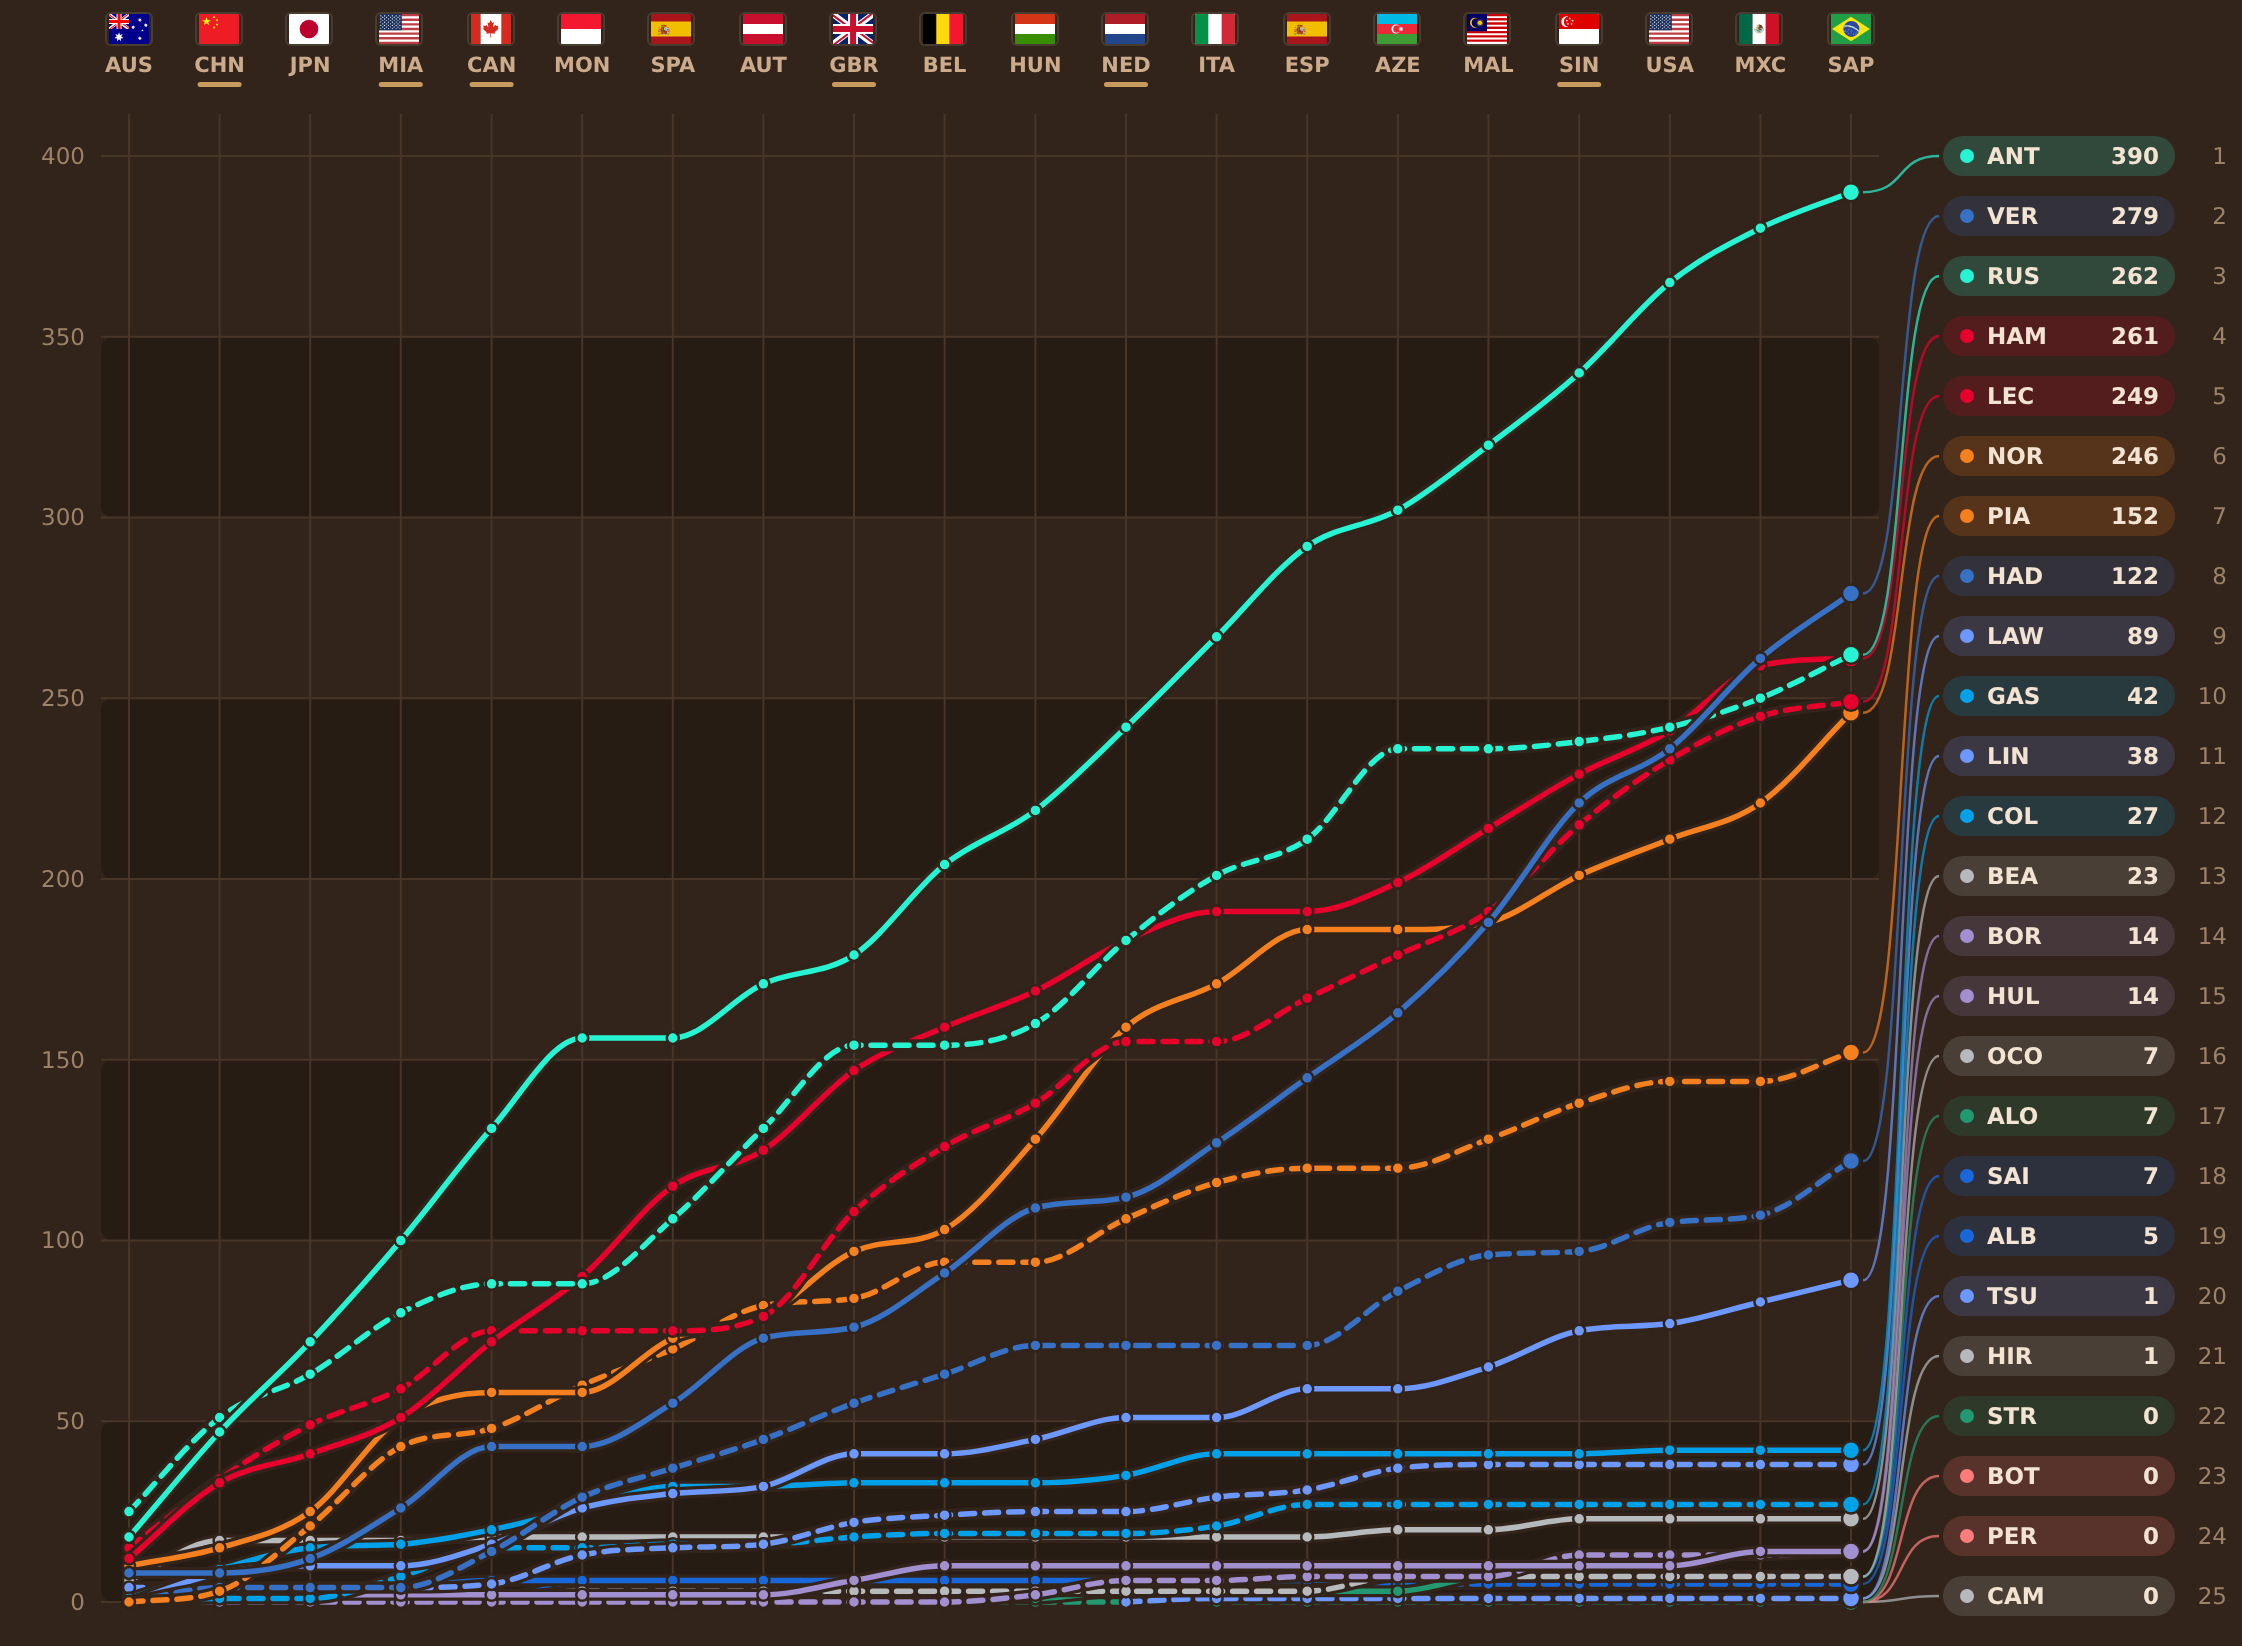 AUS CHN JPN MIA CAN MON SPA AUT GBR BEL HUN NED ITA ESP AZE MAL SIN USA MXC SAP
400
350
300
250
200
150
100
50
0
ANT 390 1
VER 279 2
RUS 262 3
HAM 261 4
LEC 249 5
NOR 246 6
PIA 152 7
HAD 122 8
LAW 89 9
GAS 42 10
LIN 38 11
COL 27 12
BEA 23 13
BOR 14 14
HUL 14 15
OCO 7 16
ALO 7 17
SAI 7 18
ALB 5 19
TSU 1 20
HIR 1 21
STR 0 22
BOT 0 23
PER 0 24
CAM 0 25